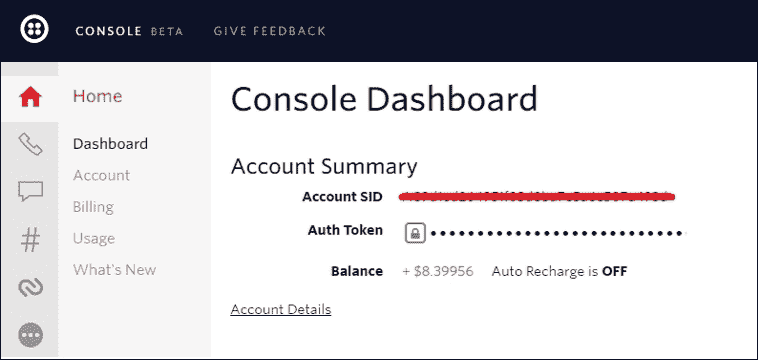 CONSOLE BETA GIVE FEEDBACK
Home
Console Dashboard
Dashboard
Account
Billing
Usage
What's New
Account Summary
Account SID
Auth Token ••••••••••••••••••••••••••••••••
Balance + $8.39956 Auto Recharge is OFF
Account Details